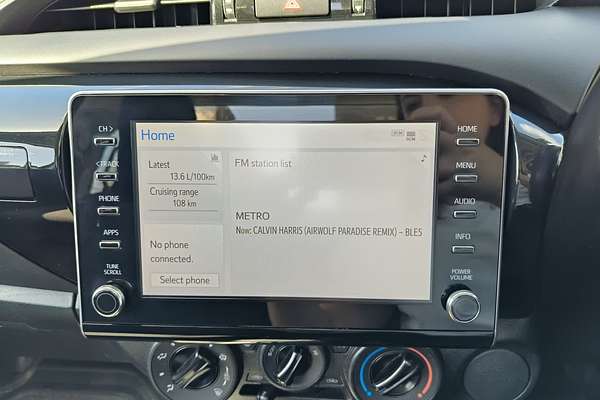 Home
CH >
< TRACK
PHONE
APPS
TUNE
SCROLL
Latest
13.6 L/100km
Cruising range
108 km
No phone
connected.
Select phone
FM station list
METRO
Now: CALVIN HARRIS (AIRWOLF PARADISE REMIX) – BLES
DCM
HOME
MENU
AUDIO
INFO
POWER
VOLUME